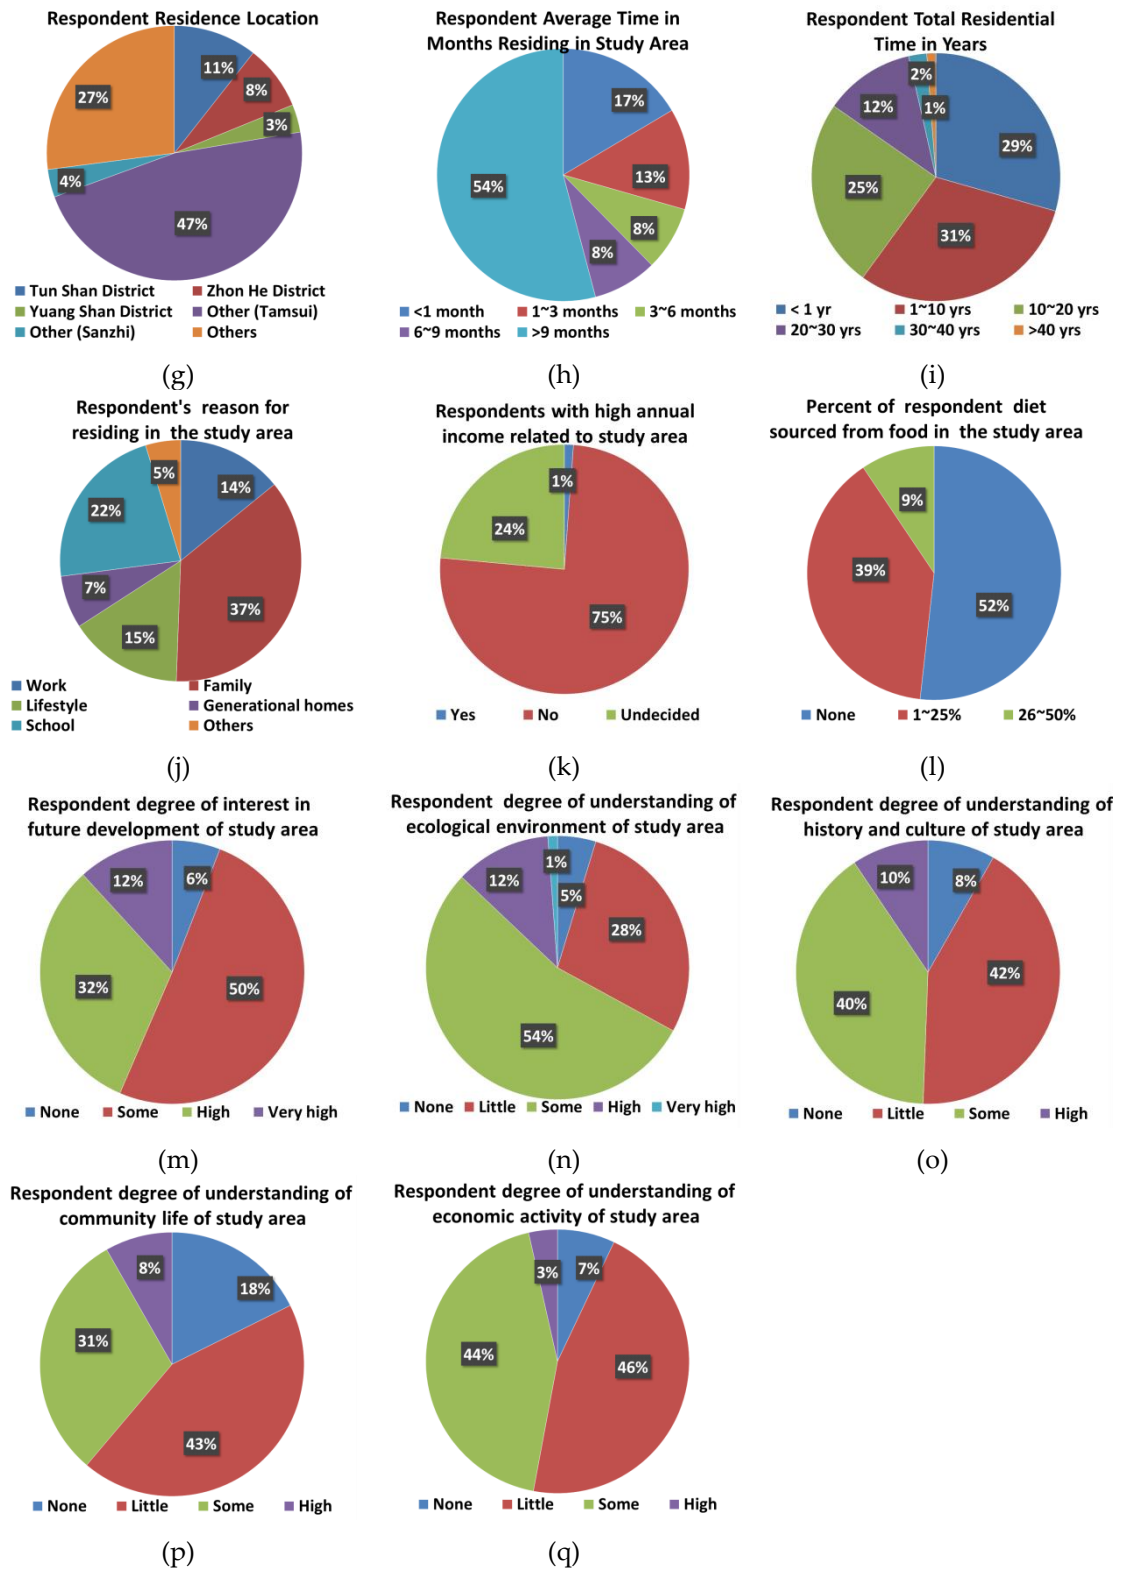 Respondent Residence Location
11%
8%
3%
47%
4%
27%
Tun Shan District
Zhon He District
Yuang Shan District
Other (Tamsui)
Other (Sanzhi)
Others
(g)
Respondent Average Time in
Months Residing in Study Area
17%
13%
8%
8%
54%
<1 month
1~3 months
3~6 months
6~9 months
>9 months
(h)
Respondent Total Residential
Time in Years
2%
1%
12%
29%
25%
31%
< 1 yr
1~10 yrs
10~20 yrs
20~30 yrs
30~40 yrs
>40 yrs
(i)
Respondent's reason for
residing in the study area
5%
14%
22%
7%
37%
15%
Work
Family
Lifestyle
Generational homes
School
Others
(j)
Respondents with high annual
income related to study area
1%
24%
75%
Yes
No
Undecided
(k)
Percent of respondent diet
sourced from food in the study area
9%
39%
52%
None
1~25%
26~50%
(l)
Respondent degree of interest in
future development of study area
12%
6%
32%
50%
None
Some
High
Very high
(m)
Respondent degree of understanding of
ecological environment of study area
1%
12%
5%
28%
54%
None
Little
Some
High
Very high
(n)
Respondent degree of understanding of
history and culture of study area
10%
8%
42%
40%
None
Little
Some
High
(o)
Respondent degree of understanding of
community life of study area
8%
18%
31%
43%
None
Little
Some
High
(p)
Respondent degree of understanding of
economic activity of study area
3%
7%
44%
46%
None
Little
Some
High
(q)